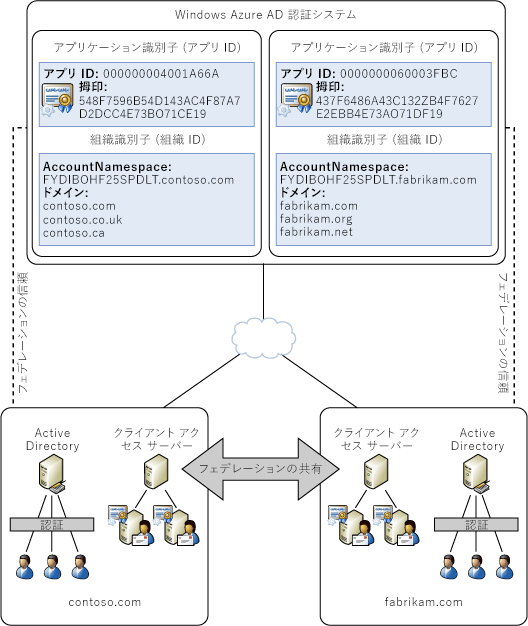 Windows Azure AD 認証システム
アプリケーション識別子 (アプリ ID)
アプリ ID: 000000004001A66A
拇印:
548F7596B54D143AC4F87A7
D2DCC4E73BO71CE19
組織識別子 (組織 ID)
AccountNamespace:
FYDIBOHF25SPDLT.contoso.com
ドメイン:
contoso.com
contoso.co.uk
contoso.ca
アプリケーション識別子 (アプリ ID)
アプリ ID: 0000000060003FBC
拇印:
437F6486A43C132ZB4F7627
E2EBB4E73AO71DF19
組織識別子 (組織 ID)
AccountNamespace:
FYDIBOHF25SPDLT.fabrikam.com
ドメイン:
fabrikam.com
fabrikam.org
fabrikam.net
フェデレーションの信頼
フェデレーションの信頼
Active
Directory
クライアント アク
セス サーバー
認証
contoso.com
フェデレーションの共有
クライアント アク
セス サーバー
Active
Directory
認証
fabrikam.com